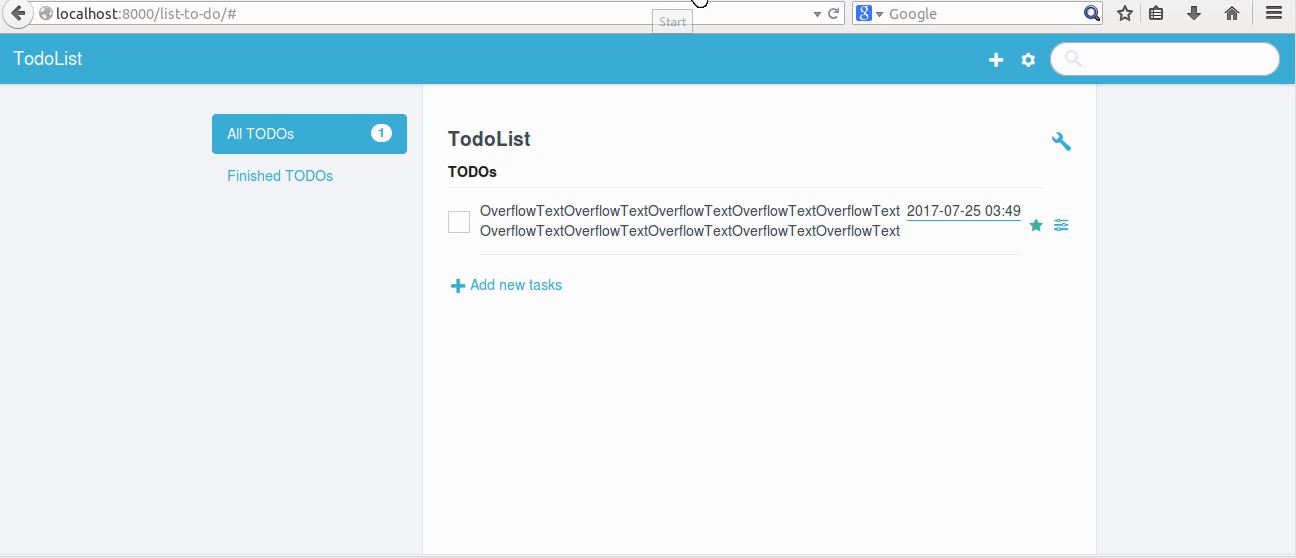 localhost:8000/list-to-do/#
Google
Start
TodoList
All TODOs 1
Finished TODOs
TodoList
TODOs
OverflowTextOverflowTextOverflowTextOverflowTextOverflowText 2017-07-25 03:49
OverflowTextOverflowTextOverflowTextOverflowTextOverflowText
Add new tasks